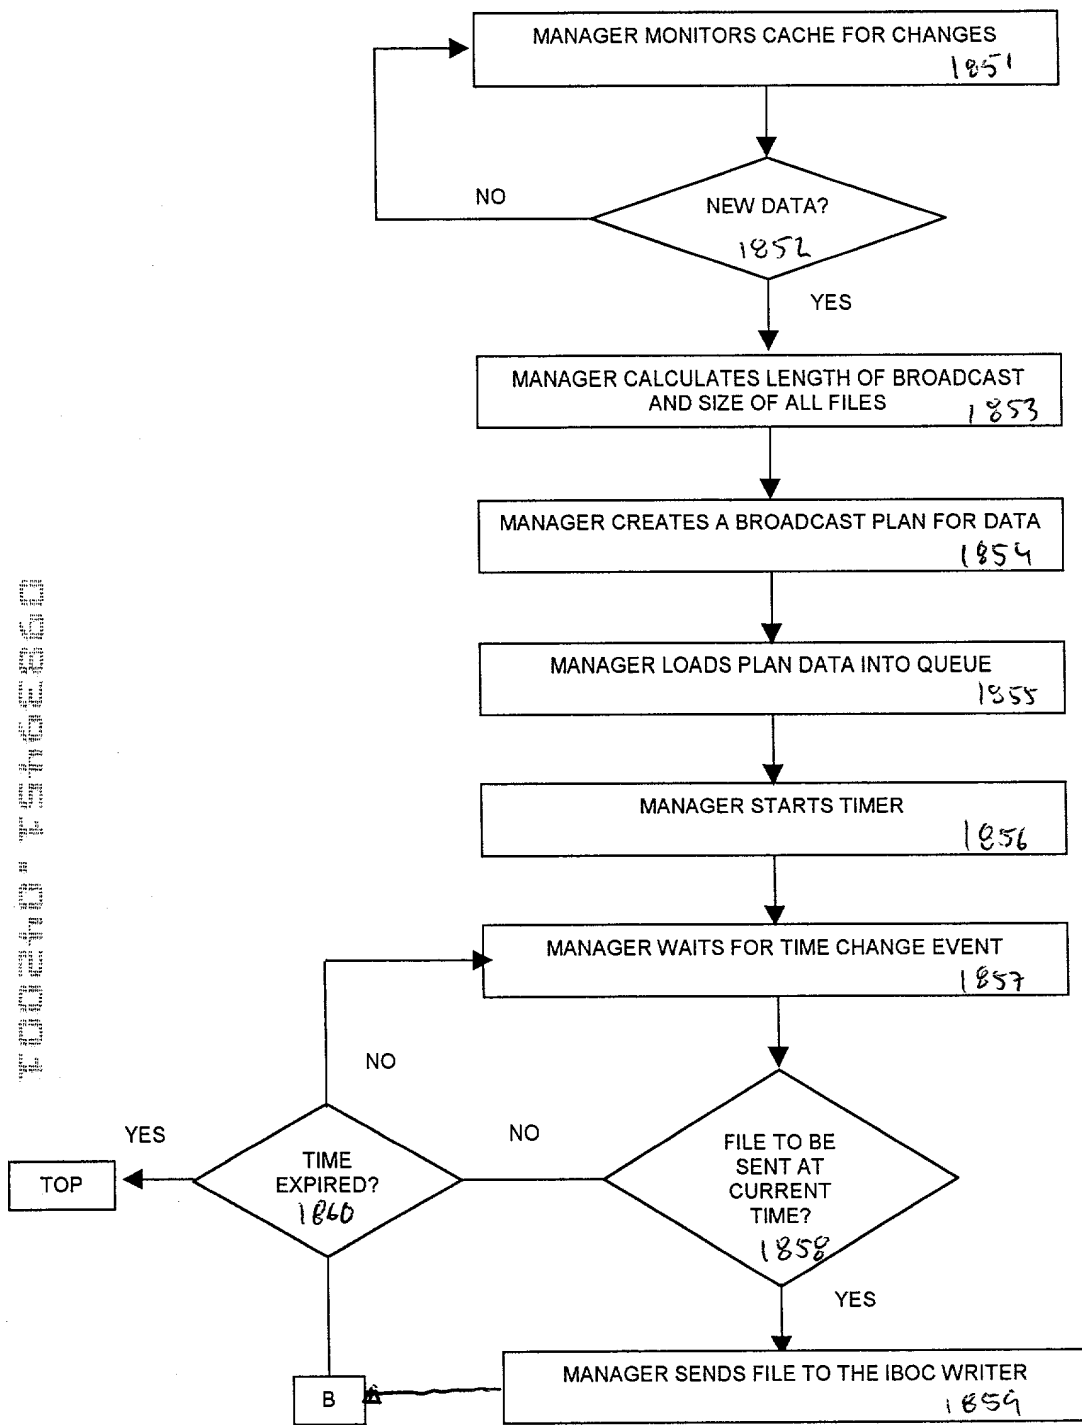 MANAGER MONITORS CACHE FOR CHANGES
1851
NO
NEW DATA?
1852
YES
MANAGER CALCULATES LENGTH OF BROADCAST
AND SIZE OF ALL FILES
1853
MANAGER CREATES A BROADCAST PLAN FOR DATA
1854
MANAGER LOADS PLAN DATA INTO QUEUE
1855
MANAGER STARTS TIMER
1856
MANAGER WAITS FOR TIME CHANGE EVENT
1857
NO
YES
NO
TOP
TIME
EXPIRED?
1860
FILE TO BE
SENT AT
CURRENT
TIME?
1858
YES
MANAGER SENDS FILE TO THE IBOC WRITER
1859
B